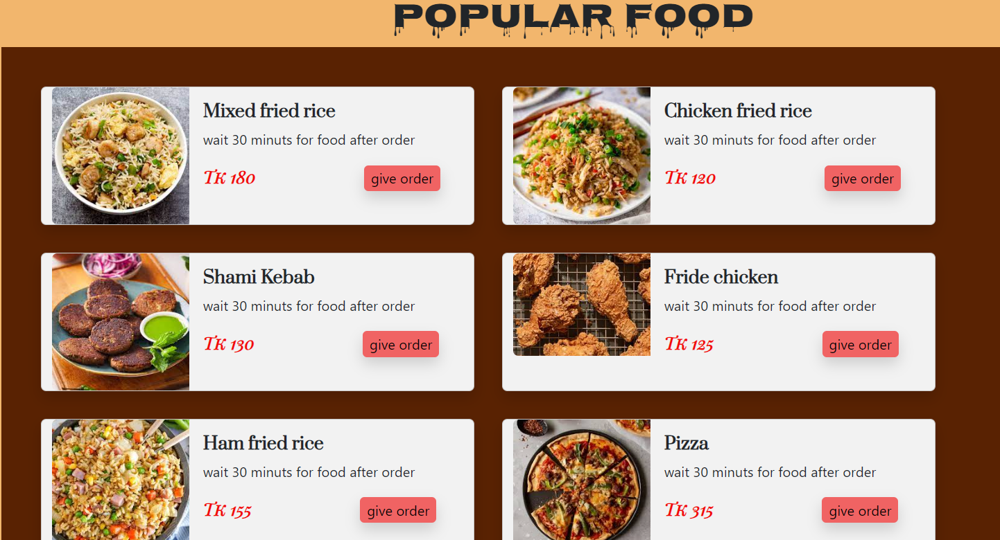 POPULAR FOOD
Mixed fried rice
wait 30 minuts for food after order
TK 180
give order
Chicken fried rice
wait 30 minuts for food after order
TK 120
give order
Shami Kebab
wait 30 minuts for food after order
TK 130
give order
Fride chicken
wait 30 minuts for food after order
TK 125
give order
Ham fried rice
wait 30 minuts for food after order
TK 155
give order
Pizza
wait 30 minuts for food after order
TK 315
give order